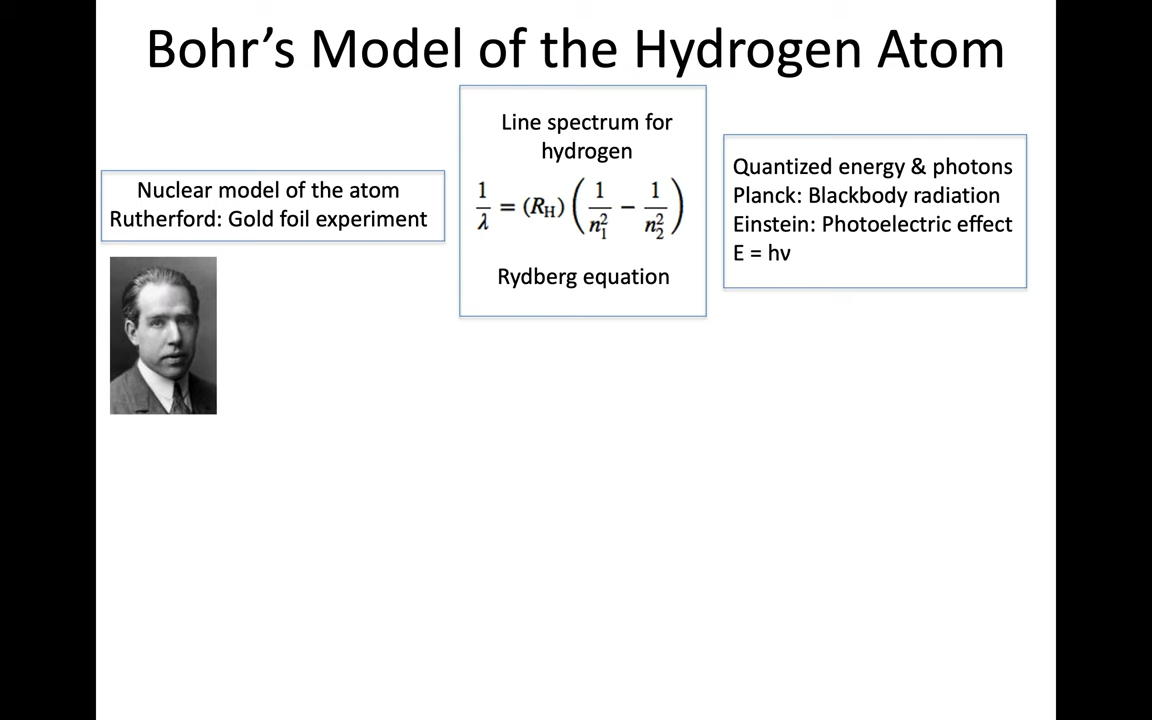 Bohr’s Model of the Hydrogen Atom
Nuclear model of the atom
Rutherford: Gold foil experiment
Line spectrum for
hydrogen
1/λ = (R_H) (1/n₁² − 1/n₂²)
Rydberg equation
Quantized energy & photons
Planck: Blackbody radiation
Einstein: Photoelectric effect
E = hν